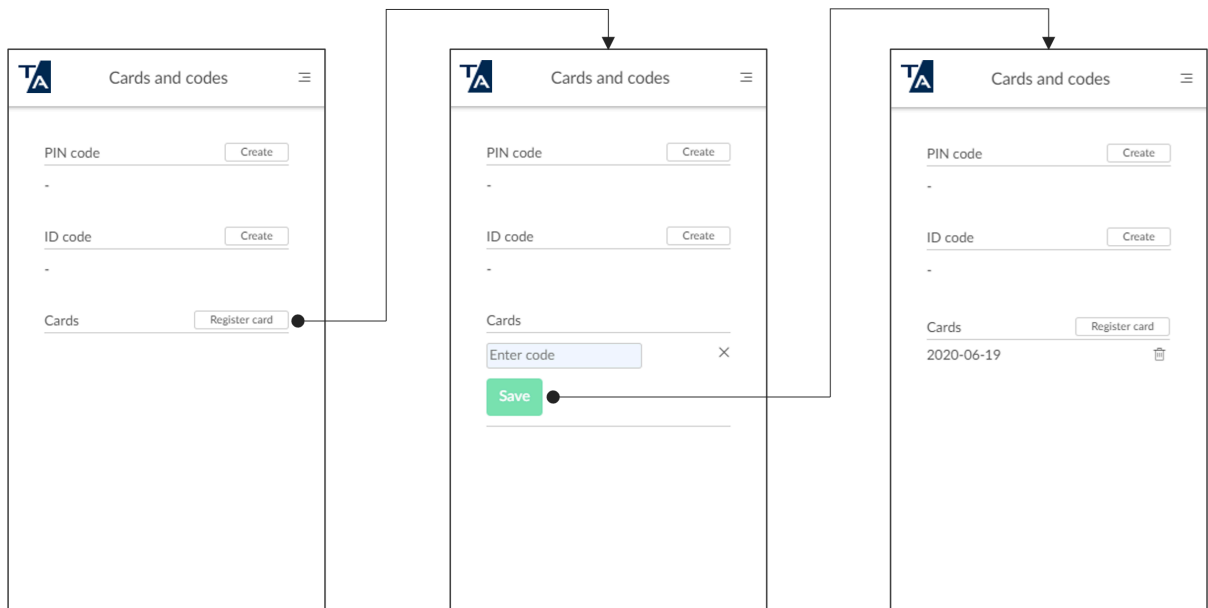 TA
Cards and codes
PIN code
Create
-
ID code
Create
-
Cards
Register card
TA
Cards and codes
PIN code
Create
-
ID code
Create
-
Cards
Enter code
Save
TA
Cards and codes
PIN code
Create
-
ID code
Create
-
Cards
Register card
2020-06-19